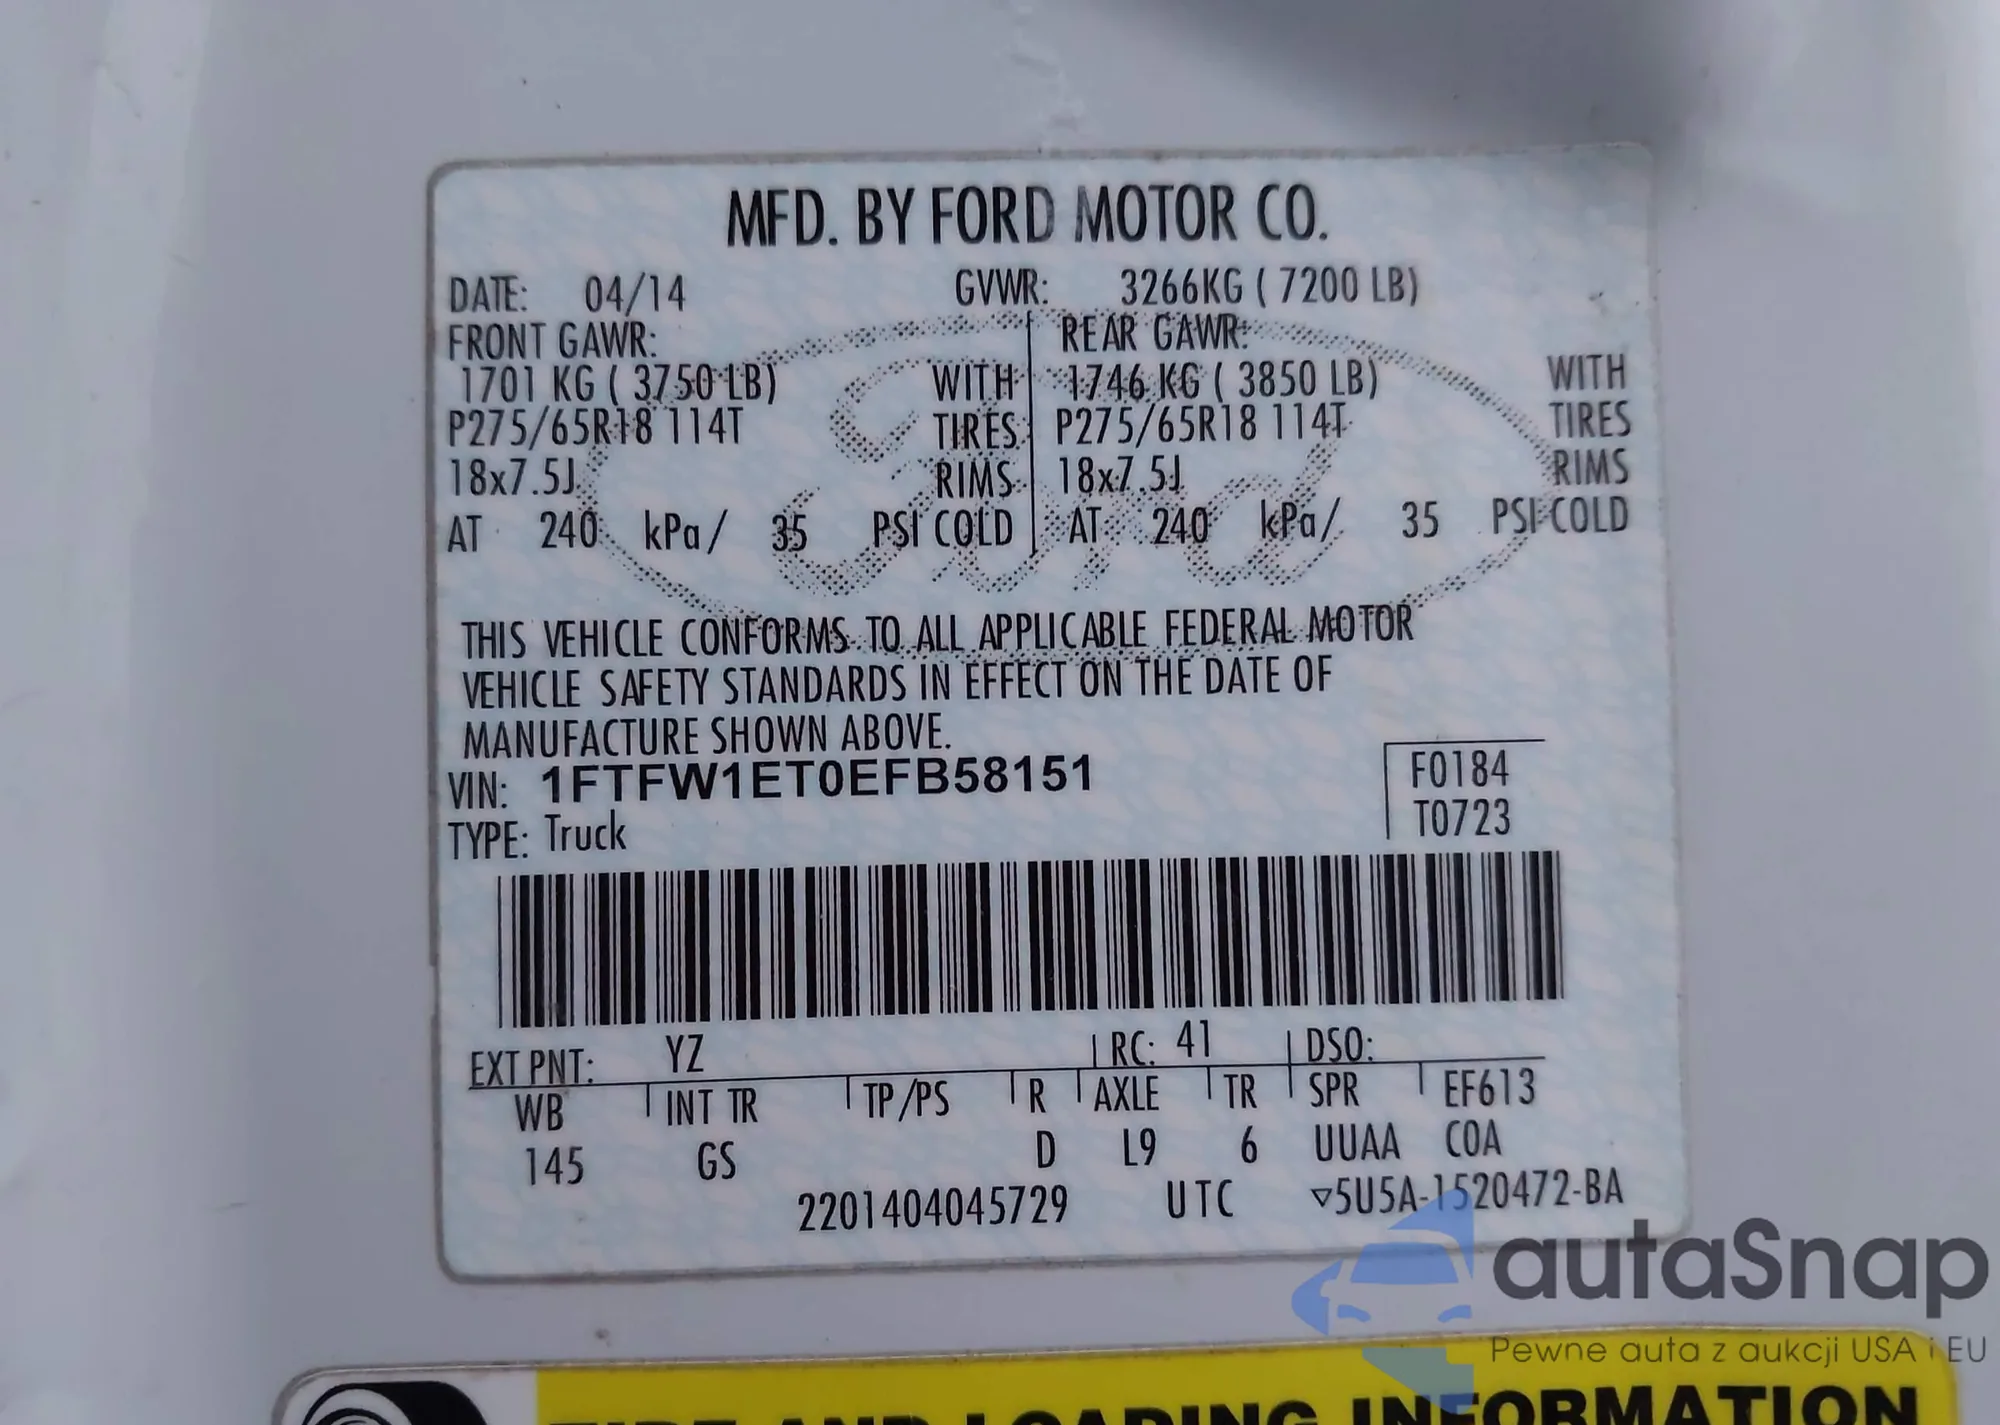 MFD. BY FORD MOTOR CO.
DATE: 04/14 GVWR: 3266KG ( 7200 LB)
FRONT GAWR: REAR GAWR:
1701 KG ( 3750 LB) WITH 1746 KG ( 3850 LB) WITH
P275/65R18 114T TIRES P275/65R18 114T TIRES
18x7.5J RIMS 18x7.5J RIMS
AT 240 kPa/ 35 PSI COLD AT 240 kPa/ 35 PSI COLD
Ford
THIS VEHICLE CONFORMS TO ALL APPLICABLE FEDERAL MOTOR
VEHICLE SAFETY STANDARDS IN EFFECT ON THE DATE OF
MANUFACTURE SHOWN ABOVE.
VIN: 1FTFW1ET0EFB58151 F0184
TYPE: Truck T0723
EXT PNT: YZ RC: 41 DSO:
WB INT TR TP/PS R AXLE TR SPR EF613
145 GS D L9 6 UUAA COA
2201404045729 UTC ▽5U5A-1520472-BA
autaSnap
Pewne auta z aukcji USA i EU
TIRE AND LOADING INFORMATION